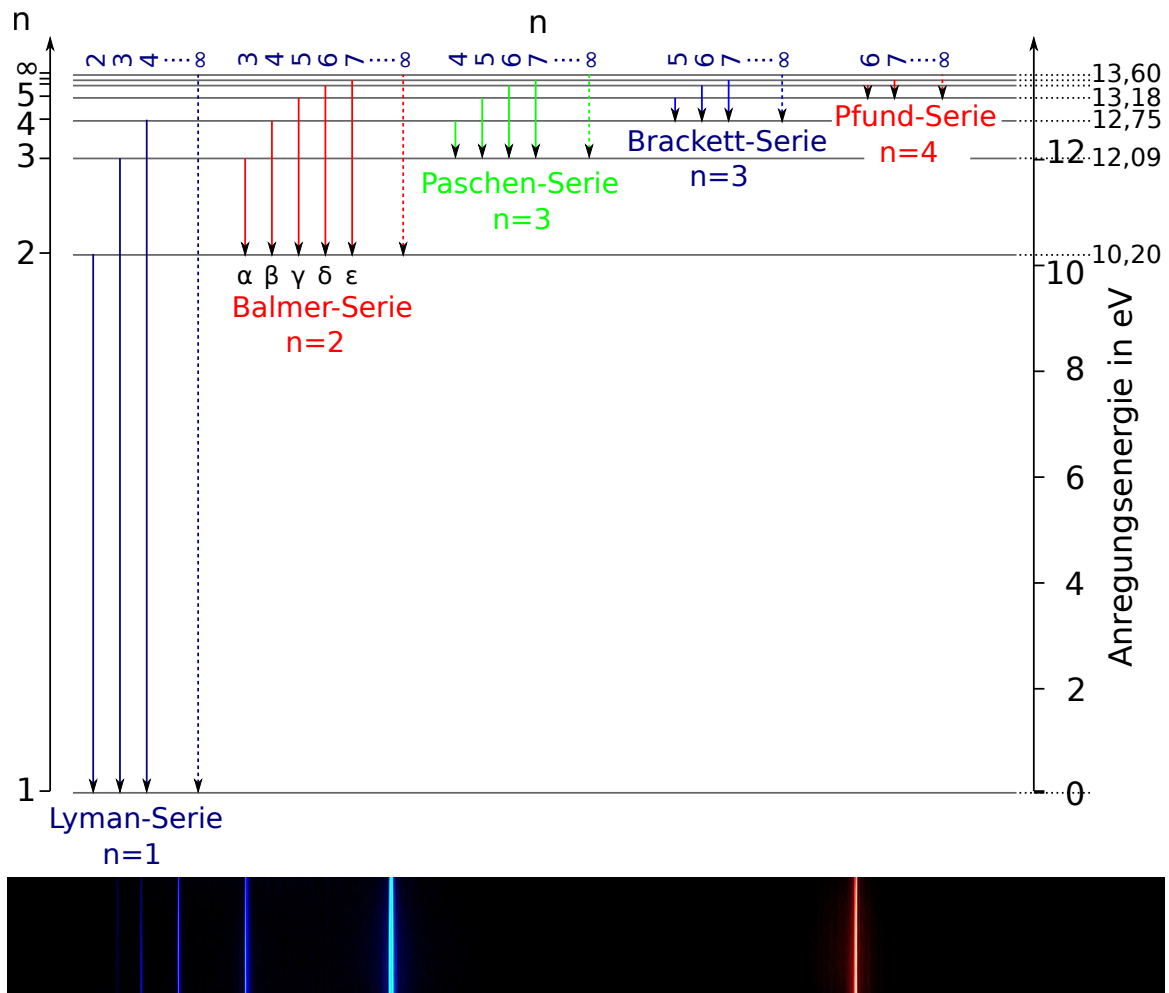 n
n
2 3 4 ····· ∞
3 4 5 6 7 ····· ∞
4 5 6 7 ····· ∞
5 6 7 ····· ∞
6 7 ····· ∞
∞
5
4
3
2
1
13,60
13,18
12,75
12,09
10,20
12
10
8
6
4
2
0
Anregungsenergie in eV
Pfund-Serie
n=4
Brackett-Serie
n=3
Paschen-Serie
n=3
α β γ δ ε
Balmer-Serie
n=2
Lyman-Serie
n=1